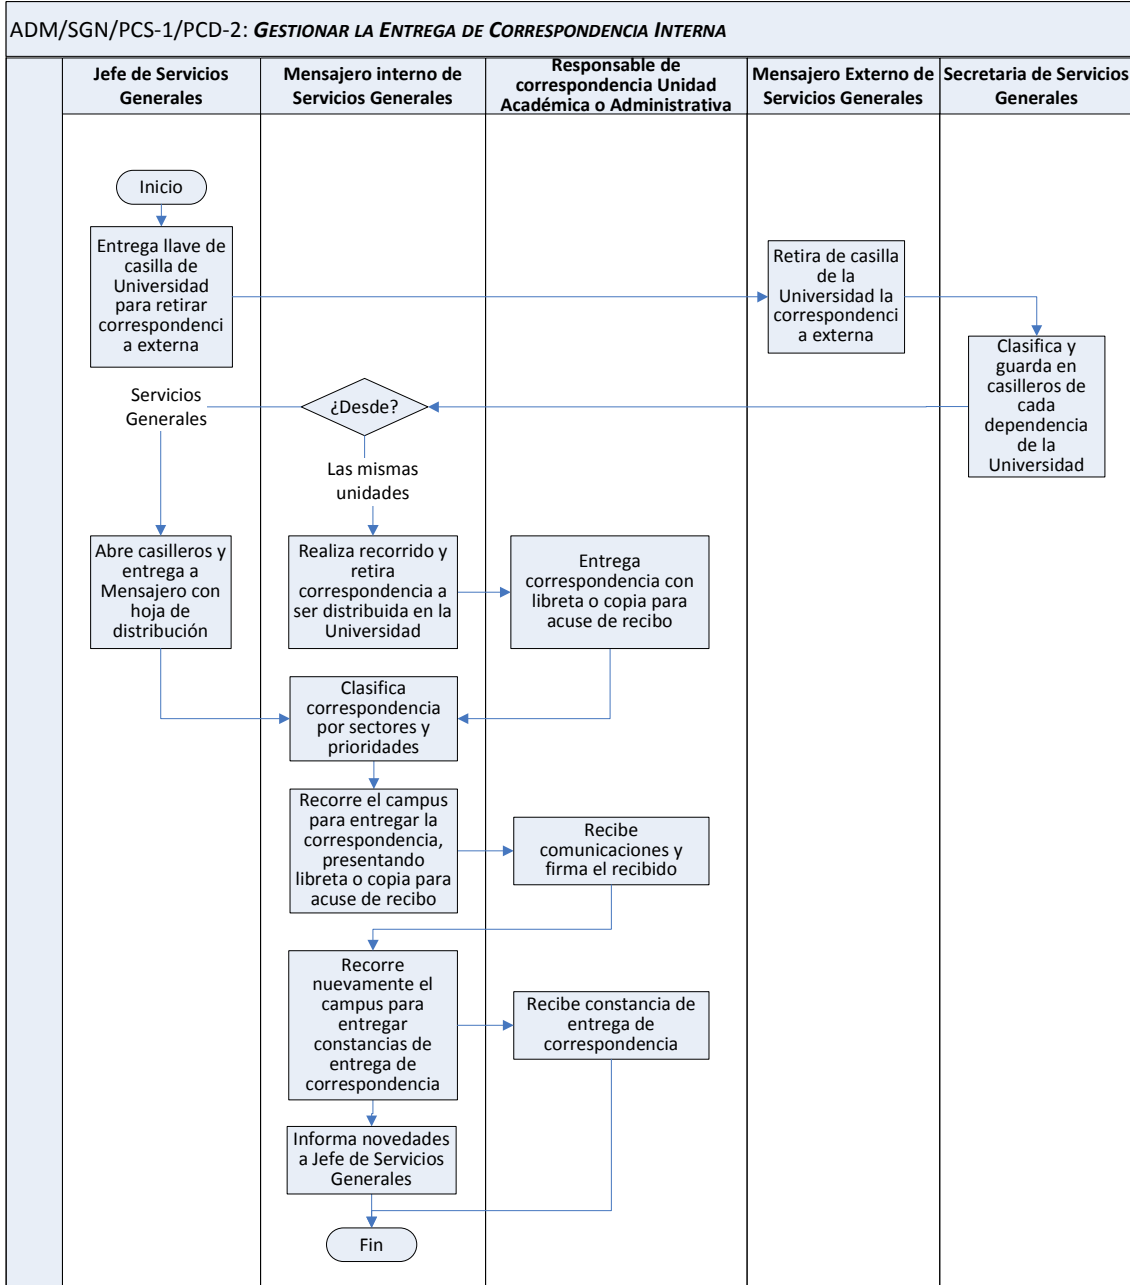 ADM/SGN/PCS-1/PCD-2: GESTIONAR LA ENTREGA DE CORRESPONDENCIA INTERNA
Jefe de Servicios
Generales
Mensajero interno de
Servicios Generales
Responsable de
correspondencia Unidad
Académica o Administrativa
Mensajero Externo de
Servicios Generales
Secretaria de Servicios
Generales
Inicio
Entrega llave de
casilla de
Universidad
para retirar
correspondenci
a externa
Retira de casilla
de la
Universidad la
correspondenci
a externa
Clasifica y
guarda en
casilleros de
cada
dependencia
de la
Universidad
¿Desde?
Servicios
Generales
Las mismas
unidades
Abre casilleros y
entrega a
Mensajero con
hoja de
distribución
Realiza recorrido y
retira
correspondencia a
ser distribuida en la
Universidad
Entrega
correspondencia con
libreta o copia para
acuse de recibo
Clasifica
correspondencia
por sectores y
prioridades
Recorre el campus
para entregar la
correspondencia,
presentando
libreta o copia para
acuse de recibo
Recibe
comunicaciones y
firma el recibido
Recorre
nuevamente el
campus para
entregar
constancias de
entrega de
correspondencia
Recibe constancia de
entrega de
correspondencia
Informa novedades
a Jefe de Servicios
Generales
Fin